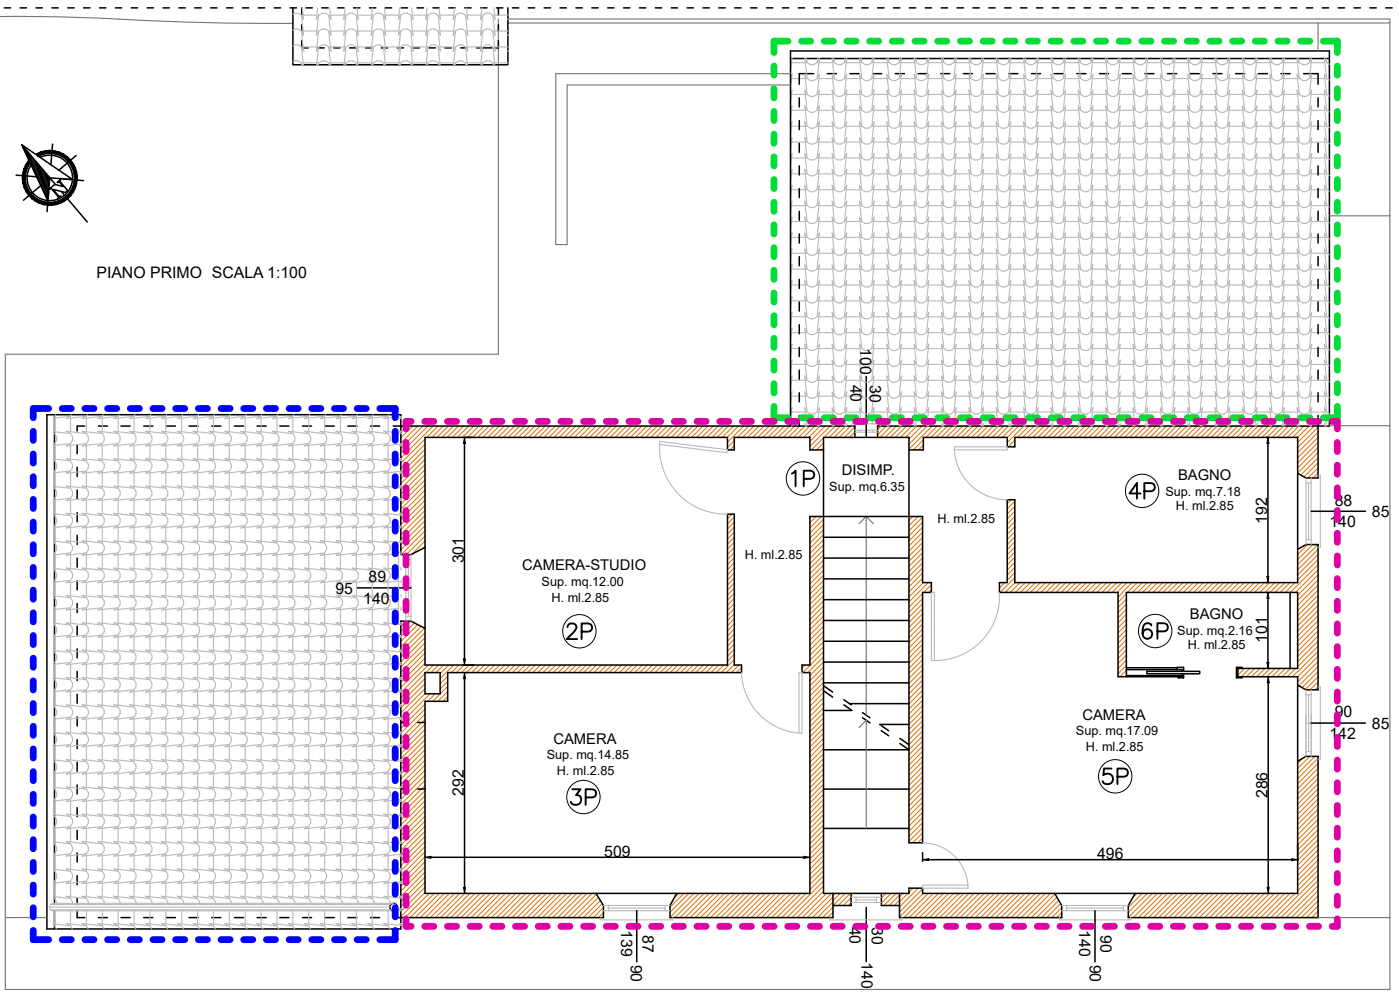 PIANO PRIMO  SCALA 1:100
100
30
40
1P
DISIMP.
Sup. mq.6.35
H. ml.2.85
4P
BAGNO
Sup. mq.7.18
H. ml.2.85
192
88
140
85
301
CAMERA-STUDIO
Sup. mq.12.00
H. ml.2.85
2P
H. ml.2.85
95
89
140
6P
BAGNO
Sup. mq.2.16
H. ml.2.85
101
CAMERA
Sup. mq.14.85
H. ml.2.85
3P
292
509
CAMERA
Sup. mq.17.09
H. ml.2.85
5P
286
496
90
142
85
87
139
90
30
40
140
90
140
90